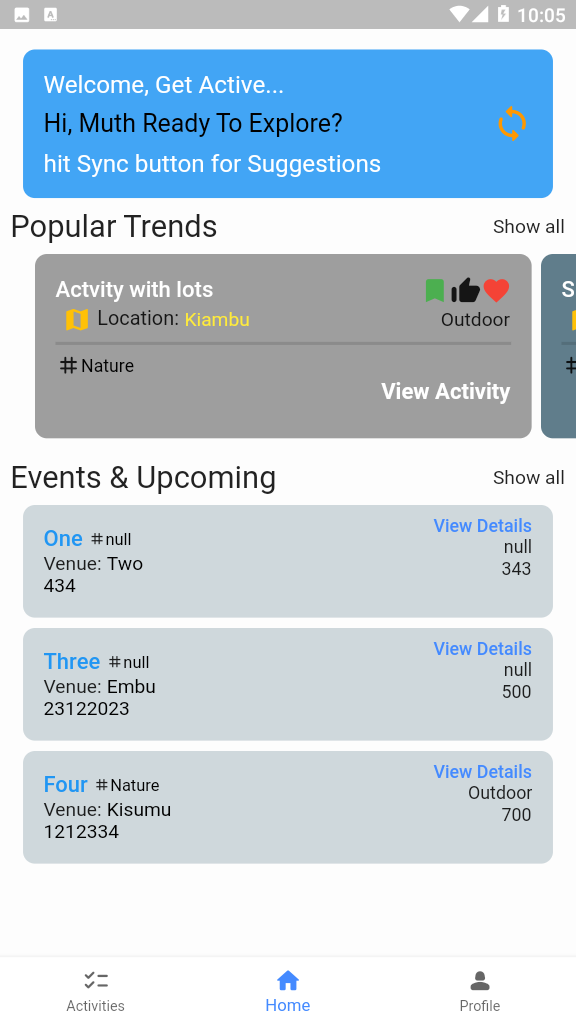 10:05
Welcome, Get Active...
Hi, Muth Ready To Explore?
hit Sync button for Suggestions
Popular Trends
Show all
Actvity with lots
Location: Kiambu
Outdoor
#Nature
View Activity
S
#
Events & Upcoming
Show all
One #null
View Details
null
Venue: Two
343
434
Three #null
View Details
null
Venue: Embu
500
23122023
Four #Nature
View Details
Outdoor
Venue: Kisumu
700
1212334
Activities
Home
Profile